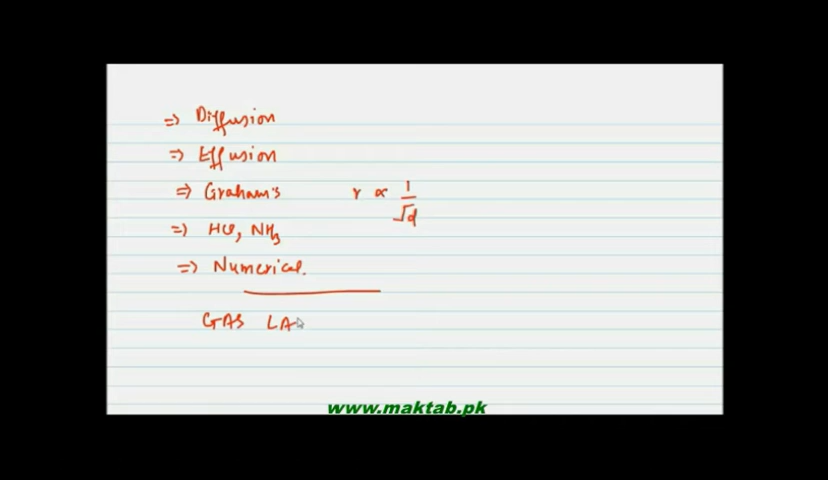 ⇒ Diffusion
⇒ Effusion
⇒ Graham's r ∝ 1/√d
⇒ HCl, NH3
⇒ Numerical.
GAS LA
www.maktab.pk